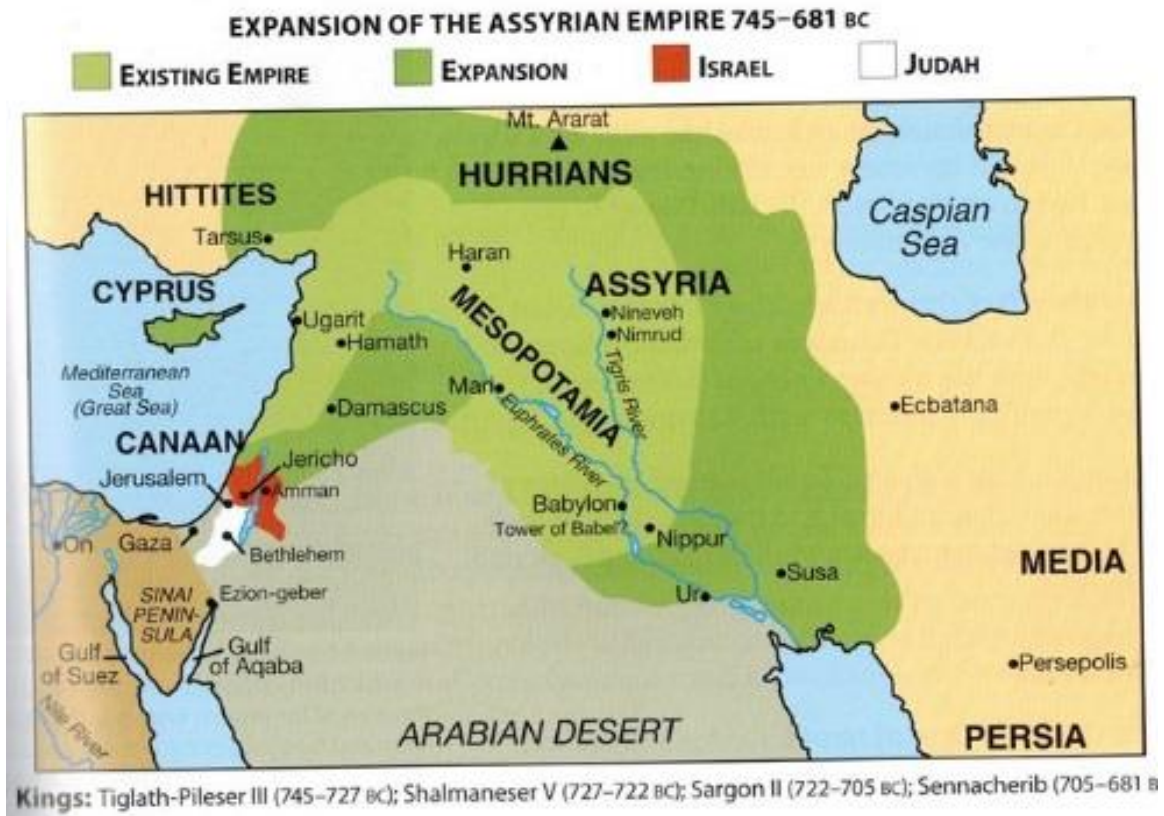 EXPANSION OF THE ASSYRIAN EMPIRE 745–681 BC
EXISTING EMPIRE
EXPANSION
ISRAEL
JUDAH
Mt. Ararat
HURRIANS
HITTITES
Tarsus
Caspian
Sea
Haran
CYPRUS
ASSYRIA
Nineveh
Nimrud
Ugarit
Hamath
MESOPOTAMIA
Tigris River
Mediterranean
Sea
(Great Sea)
Mari
Euphrates River
Damascus
Ecbatana
CANAAN
Jericho
Jerusalem
Amman
Babylon
Tower of Babel?
Nippur
On
Gaza
Bethlehem
MEDIA
Susa
SINAI
PENIN-
SULA
Ezion-geber
Ur
Gulf
of Suez
Gulf
of Aqaba
Persepolis
Nile River
ARABIAN DESERT
PERSIA
Kings: Tiglath-Pileser III (745–727 BC); Shalmaneser V (727–722 BC); Sargon II (722–705 BC); Sennacherib (705–681 B